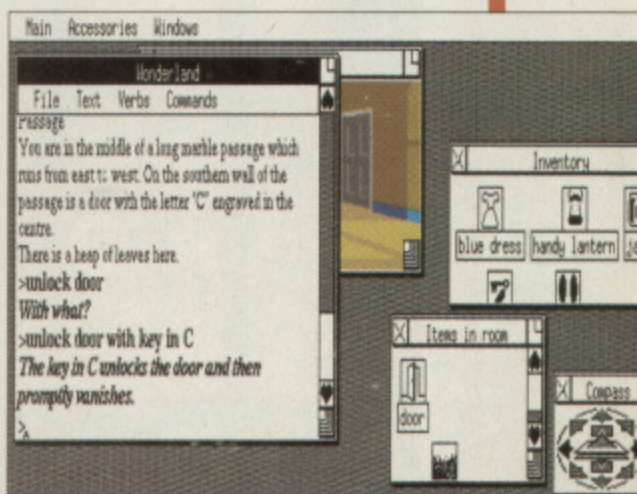 Main Accessories Windows
Wonderland
File Text Verbs Commands
Passage
You are in the middle of a long marble passage which
runs from east to west. On the southern wall of the
passage is a door with the letter "C" engraved in the
centre.
There is a heap of leaves here.
>unlock door
With what?
>unlock door with key in C
The key in C unlocks the door and then
promptly vanishes.
>
Inventory
blue dress handy lantern
Items in room
door
Compass